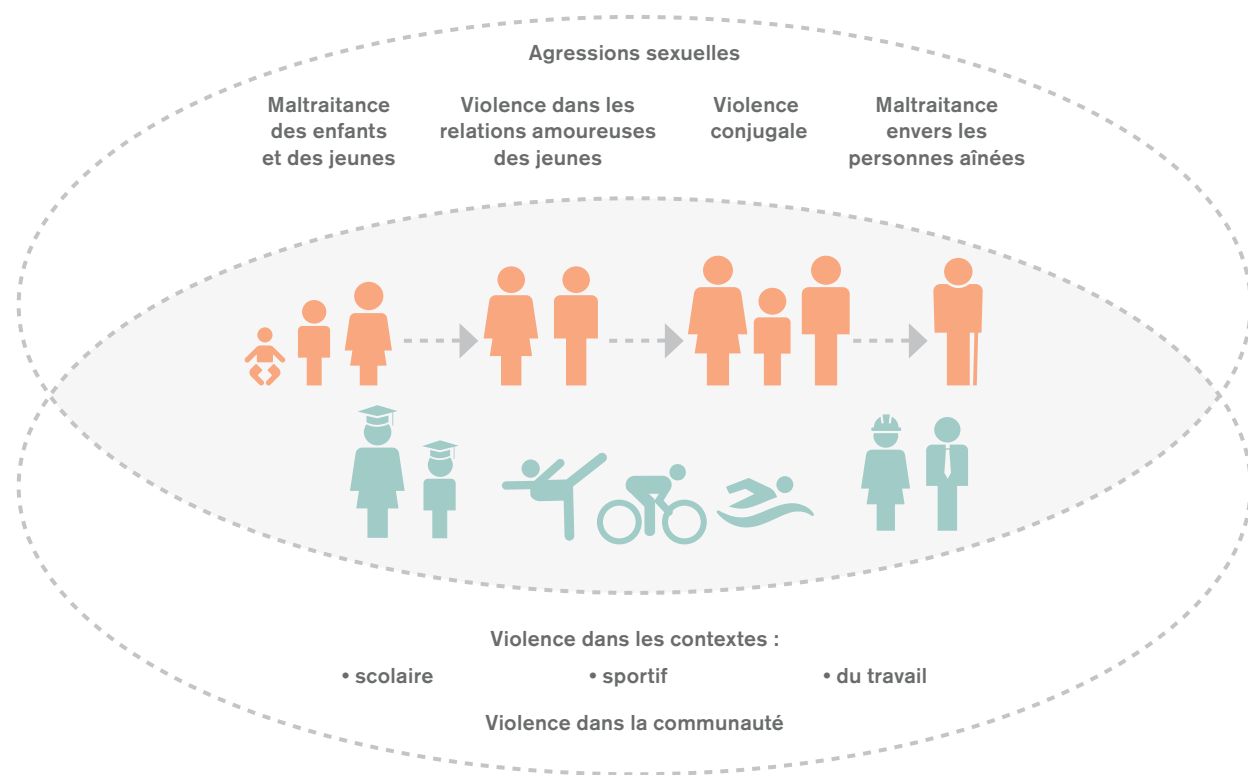 Agressions sexuelles
Maltraitance
des enfants
et des jeunes
Violence dans les
relations amoureuses
des jeunes
Violence
conjugale
Maltraitance
envers les
personnes aînées
Violence dans les contextes :
• scolaire
• sportif
• du travail
Violence dans la communauté